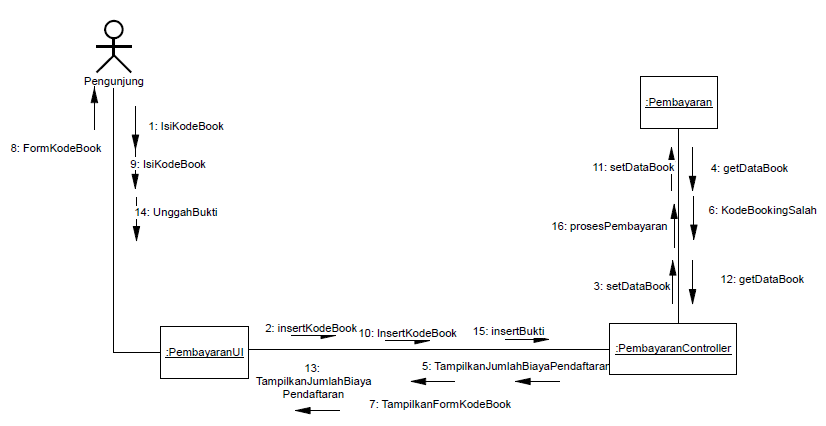 Pengunjung
:Pembayaran
1: IsiKodeBook
8: FormKodeBook
9: IsiKodeBook
11: setDataBook
4: getDataBook
14: UnggahBukti
6: KodeBookingSalah
16: prosesPembayaran
3: setDataBook
12: getDataBook
2: insertKodeBook
10: InsertKodeBook
15: insertBukti
:PembayaranUI
:PembayaranController
13:
TampilkanJumlahBiaya
Pendaftaran
5: TampilkanJumlahBiayaPendaftaran
7: TampilkanFormKodeBook